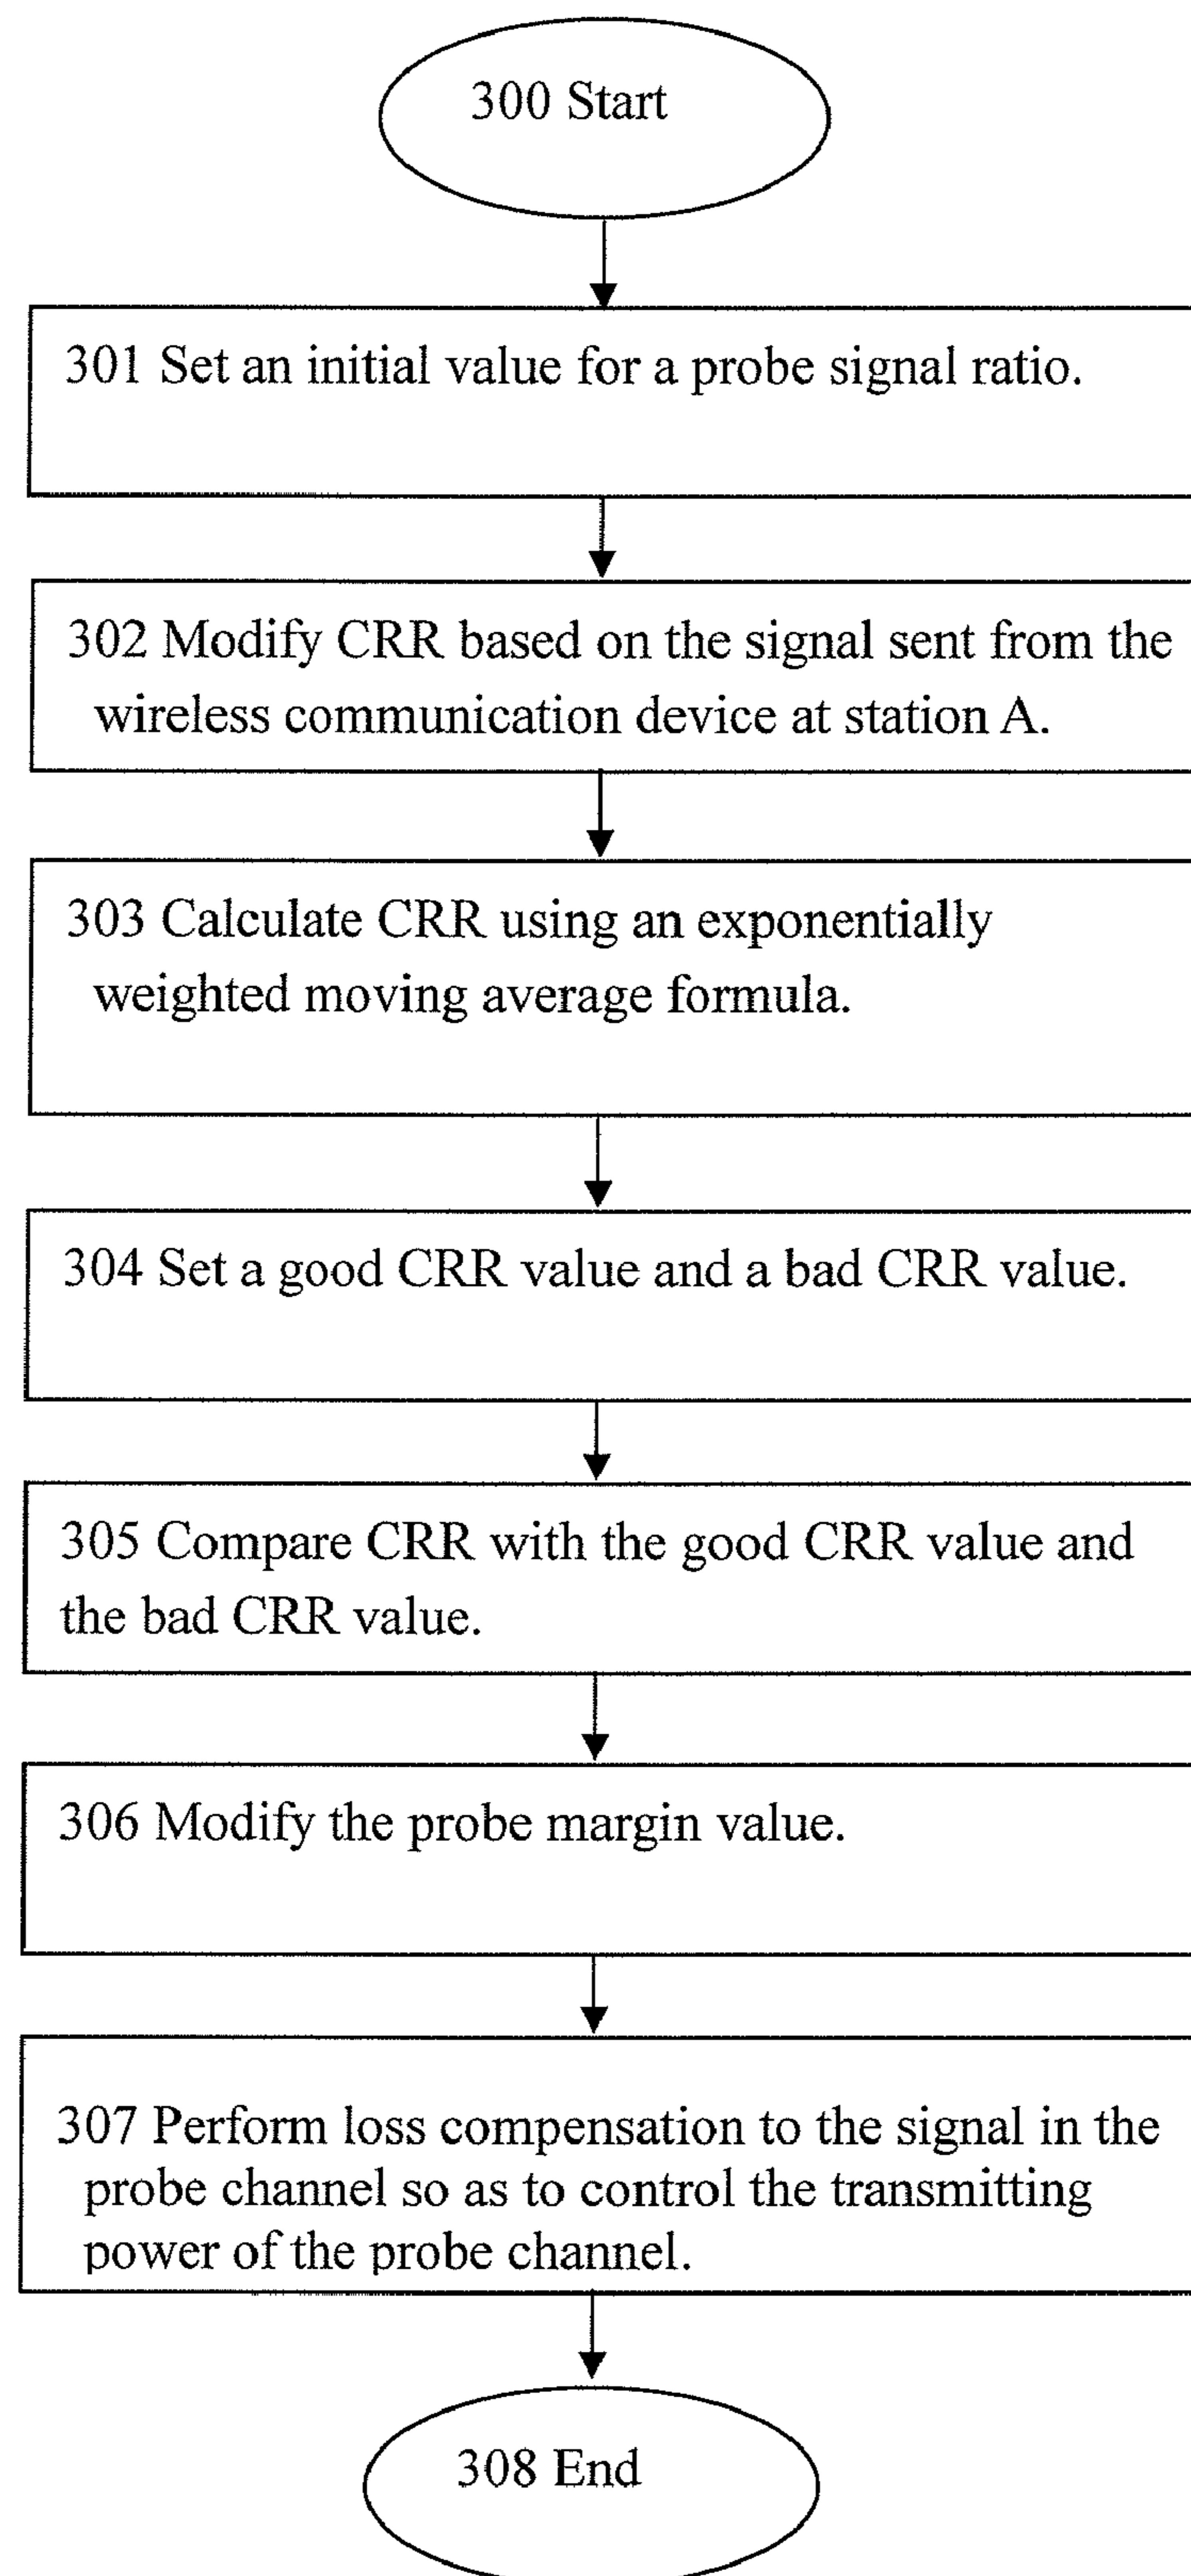 300 Start
301 Set an initial value for a probe signal ratio.
302 Modify CRR based on the signal sent from the
wireless communication device at station A.
303 Calculate CRR using an exponentially
weighted moving average formula.
304 Set a good CRR value and a bad CRR value.
305 Compare CRR with the good CRR value and
the bad CRR value.
306 Modify the probe margin value.
307 Perform loss compensation to the signal in the
probe channel so as to control the transmitting
power of the probe channel.
308 End